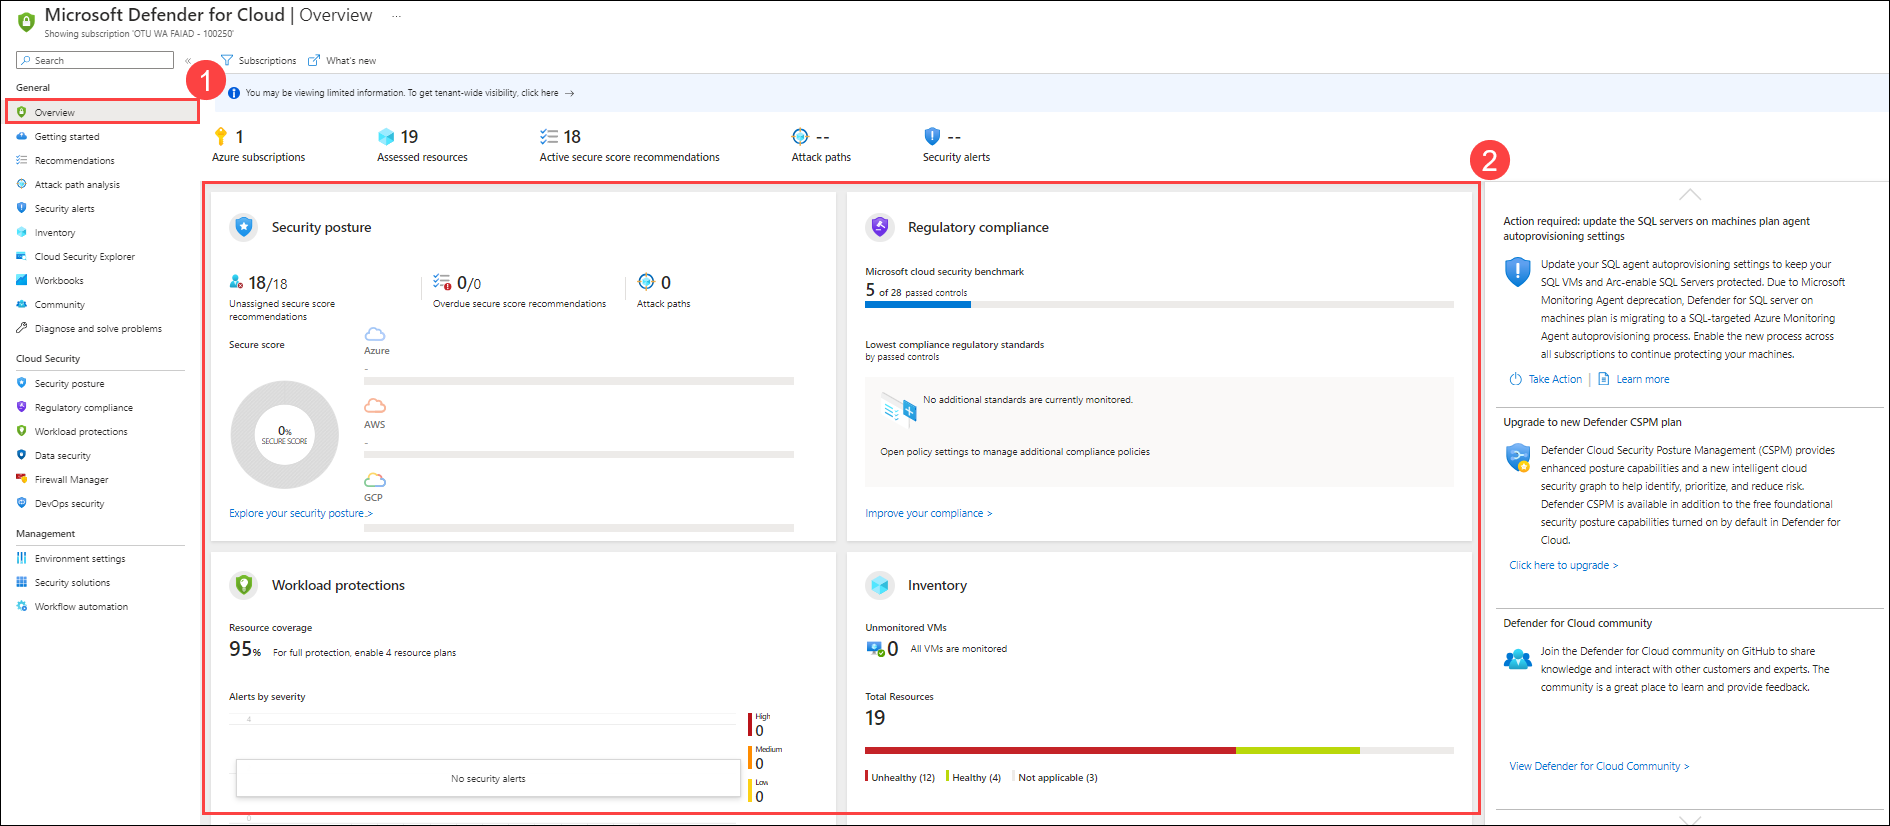 Microsoft Defender for Cloud | Overview ...
Showing subscription 'OTU WA FAIAD - 100250'
Search
«
Subscriptions
What's new
1
You may be viewing limited information. To get tenant-wide visibility, click here →
General
Overview
Getting started
Recommendations
Attack path analysis
Security alerts
Inventory
Cloud Security Explorer
Workbooks
Community
Diagnose and solve problems
Cloud Security
Security posture
Regulatory compliance
Workload protections
Data security
Firewall Manager
DevOps security
Management
Environment settings
Security solutions
Workflow automation
1
Azure subscriptions
19
Assessed resources
18
Active secure score recommendations
--
Attack paths
--
Security alerts
2
Security posture
18/18
Unassigned secure score
recommendations
0/0
Overdue secure score recommendations
0
Attack paths
Secure score
0%
SECURE SCORE
Azure
-
AWS
-
GCP
Explore your security posture >
Regulatory compliance
Microsoft cloud security benchmark
5 of 28 passed controls
Lowest compliance regulatory standards
by passed controls
No additional standards are currently monitored.
Open policy settings to manage additional compliance policies
Improve your compliance >
Workload protections
Resource coverage
95% For full protection, enable 4 resource plans
Alerts by severity
4
No security alerts
0
High
0
Medium
0
Low
0
Inventory
Unmonitored VMs
0 All VMs are monitored
Total Resources
19
Unhealthy (12) Healthy (4) Not applicable (3)
Action required: update the SQL servers on machines plan agent
autoprovisioning settings
Update your SQL agent autoprovisioning settings to keep your
SQL VMs and Arc-enable SQL Servers protected. Due to Microsoft
Monitoring Agent deprecation, Defender for SQL server on
machines plan is migrating to a SQL-targeted Azure Monitoring
Agent autoprovisioning process. Enable the new process across
all subscriptions to continue protecting your machines.
Take Action | Learn more
Upgrade to new Defender CSPM plan
Defender Cloud Security Posture Management (CSPM) provides
enhanced posture capabilities and a new intelligent cloud
security graph to help identify, prioritize, and reduce risk.
Defender CSPM is available in addition to the free foundational
security posture capabilities turned on by default in Defender for
Cloud.
Click here to upgrade >
Defender for Cloud community
Join the Defender for Cloud community on GitHub to share
knowledge and interact with other customers and experts. The
community is a great place to learn and provide feedback.
View Defender for Cloud Community >